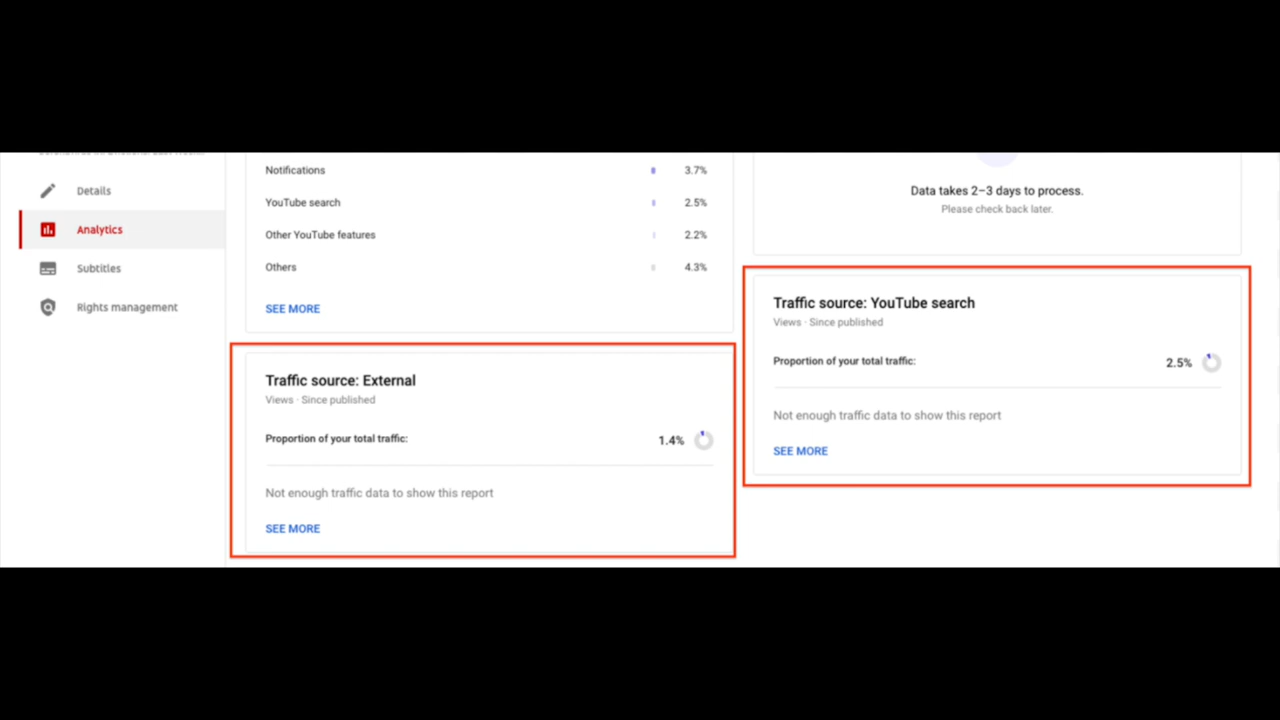 Details
Analytics
Subtitles
Rights management
Notifications 3.7%
YouTube search 2.5%
Other YouTube features 2.2%
Others 4.3%
SEE MORE
Traffic source: External
Views · Since published
Proportion of your total traffic: 1.4%
Not enough traffic data to show this report
SEE MORE
Data takes 2–3 days to process.
Please check back later.
Traffic source: YouTube search
Views · Since published
Proportion of your total traffic: 2.5%
Not enough traffic data to show this report
SEE MORE